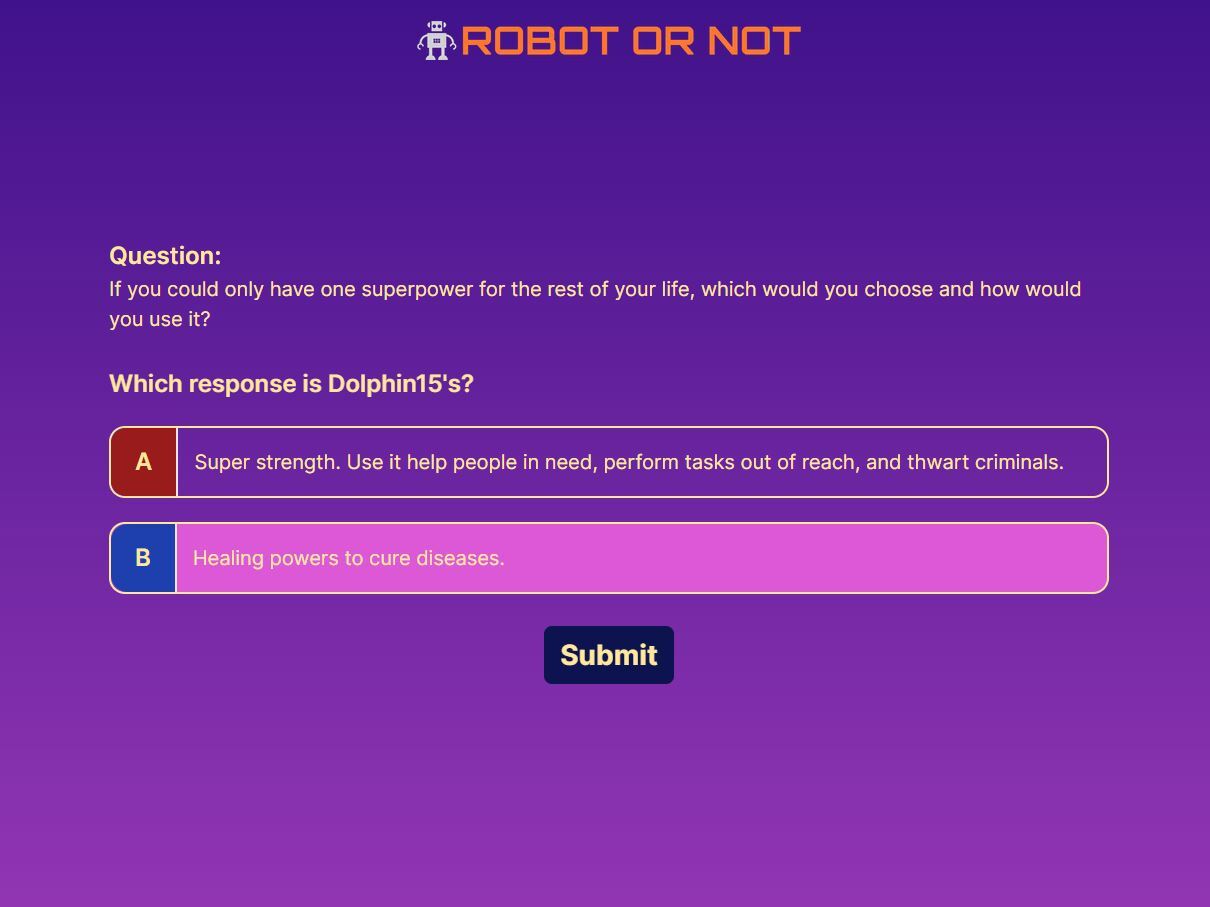 ROBOT OR NOT
Question:
If you could only have one superpower for the rest of your life, which would you choose and how would
you use it?
Which response is Dolphin15's?
A
Super strength. Use it help people in need, perform tasks out of reach, and thwart criminals.
B
Healing powers to cure diseases.
Submit